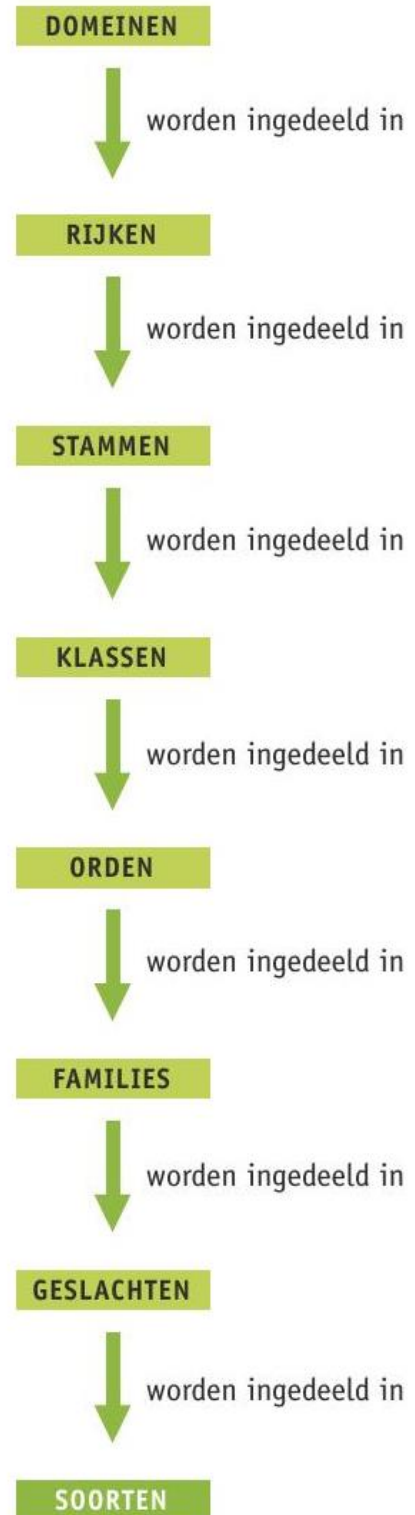 DOMEINEN
worden ingedeeld in
RIJKEN
worden ingedeeld in
STAMMEN
worden ingedeeld in
KLASSEN
worden ingedeeld in
ORDEN
worden ingedeeld in
FAMILIES
worden ingedeeld in
GESLACHTEN
worden ingedeeld in
SOORTEN